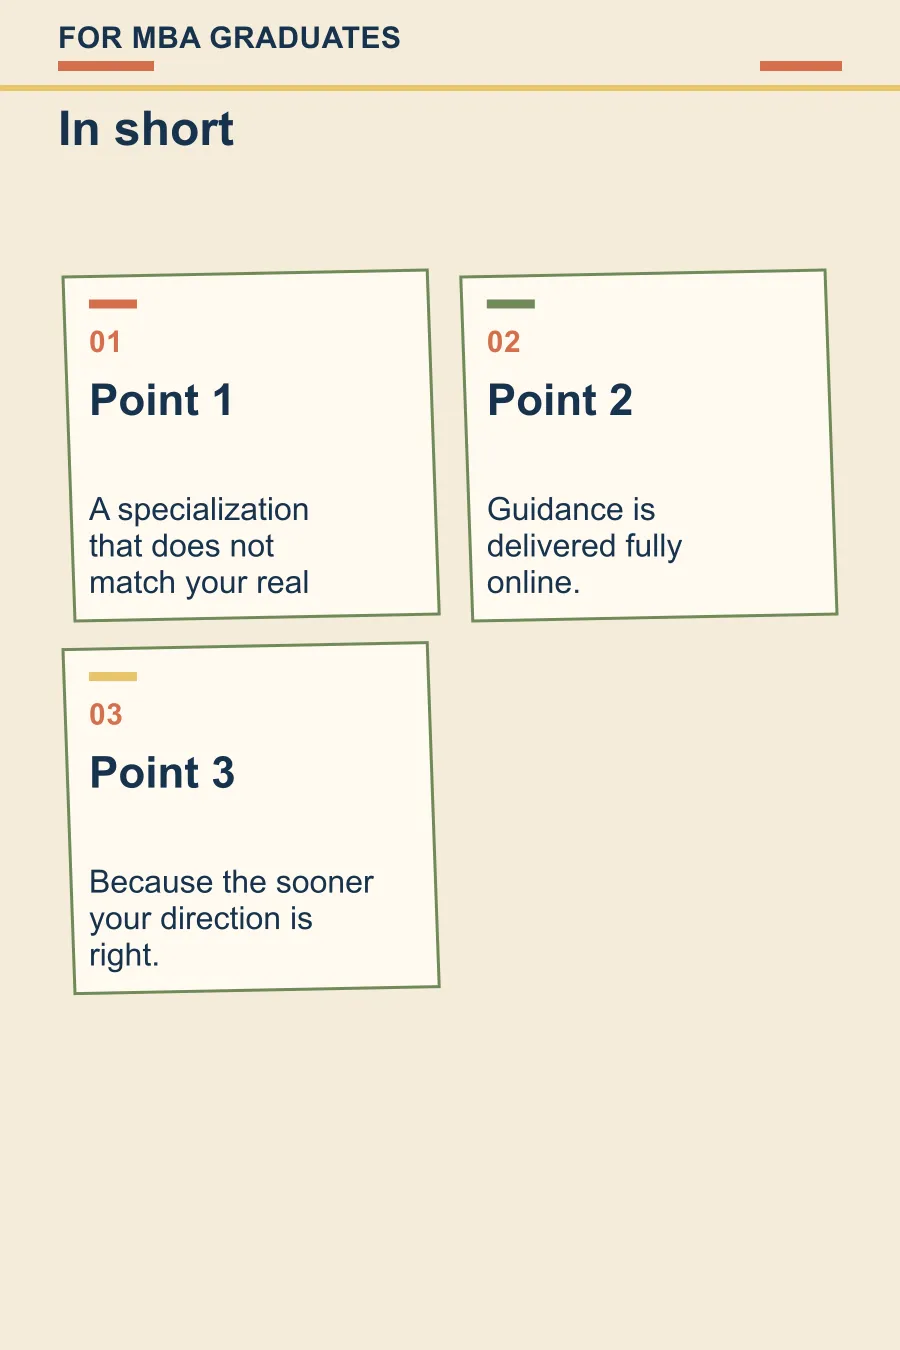 FOR MBA GRADUATES
In short
01
Point 1
A specialization
that does not
match your real
02
Point 2
Guidance is
delivered fully
online.
03
Point 3
Because the sooner
your direction is
right.